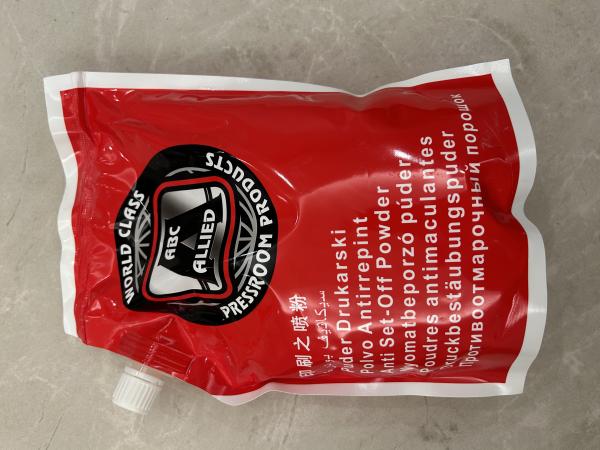 WORLD CLASS
ABC
ALLIED
PRESSROOM PRODUCTS
印刷之喷粉
Puder Drukarski
Polvo Antirrepint
Anti Set-Off Powder
Nyomatbeporzó púder
Poudres antimaculantes
Druckbestäubungspuder
Противоотмарочный порошок